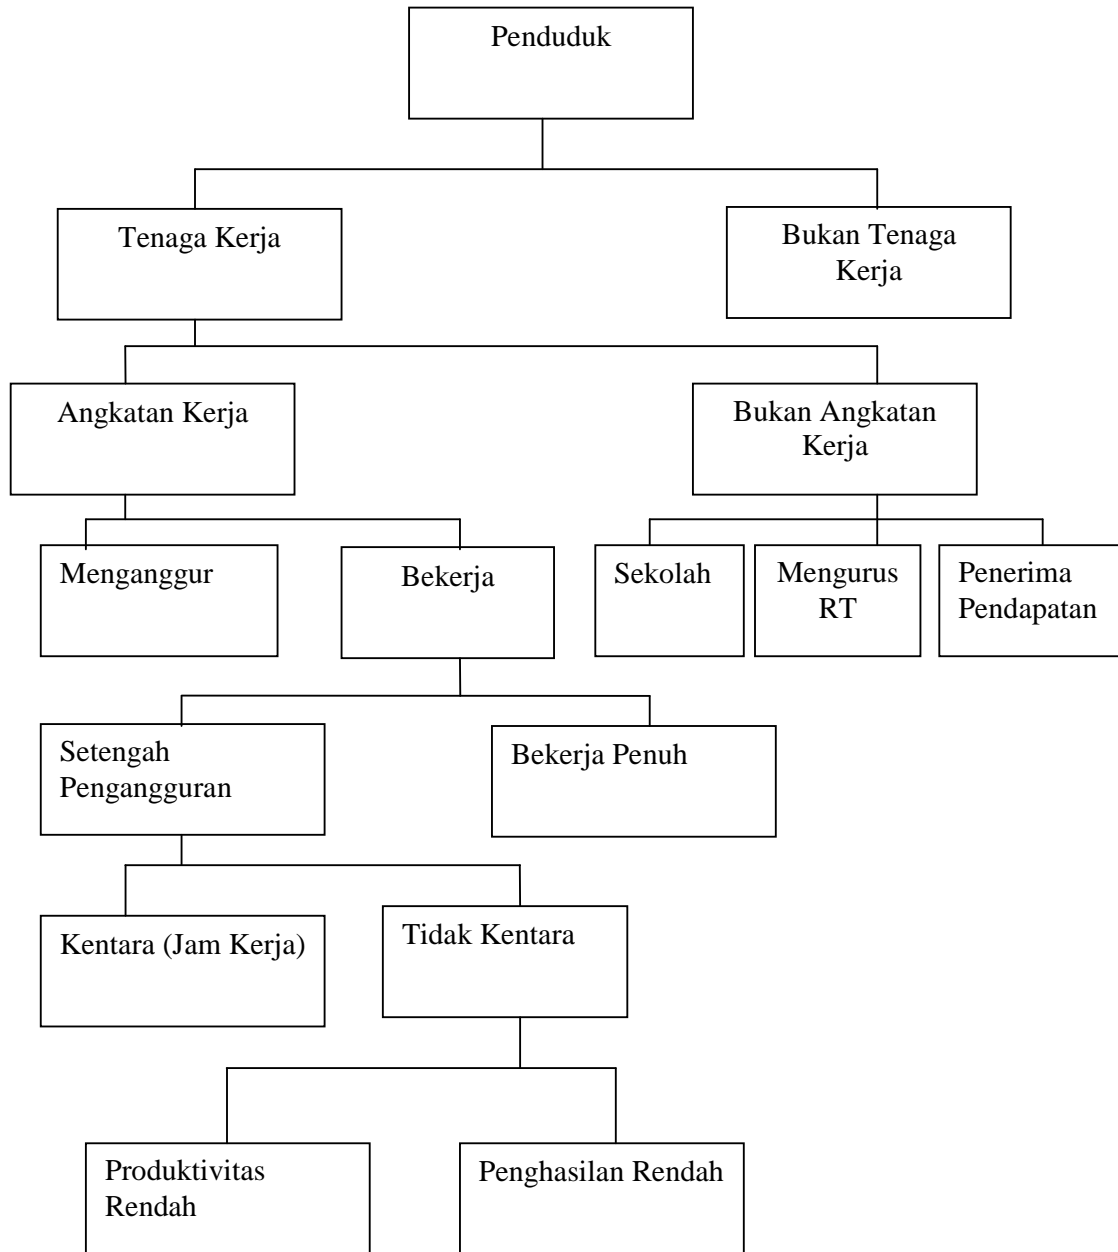 Penduduk
Tenaga Kerja
Bukan Tenaga
Kerja
Angkatan Kerja
Bukan Angkatan
Kerja
Menganggur
Bekerja
Sekolah
Mengurus
RT
Penerima
Pendapatan
Setengah
Pengangguran
Bekerja Penuh
Kentara (Jam Kerja)
Tidak Kentara
Produktivitas
Rendah
Penghasilan Rendah